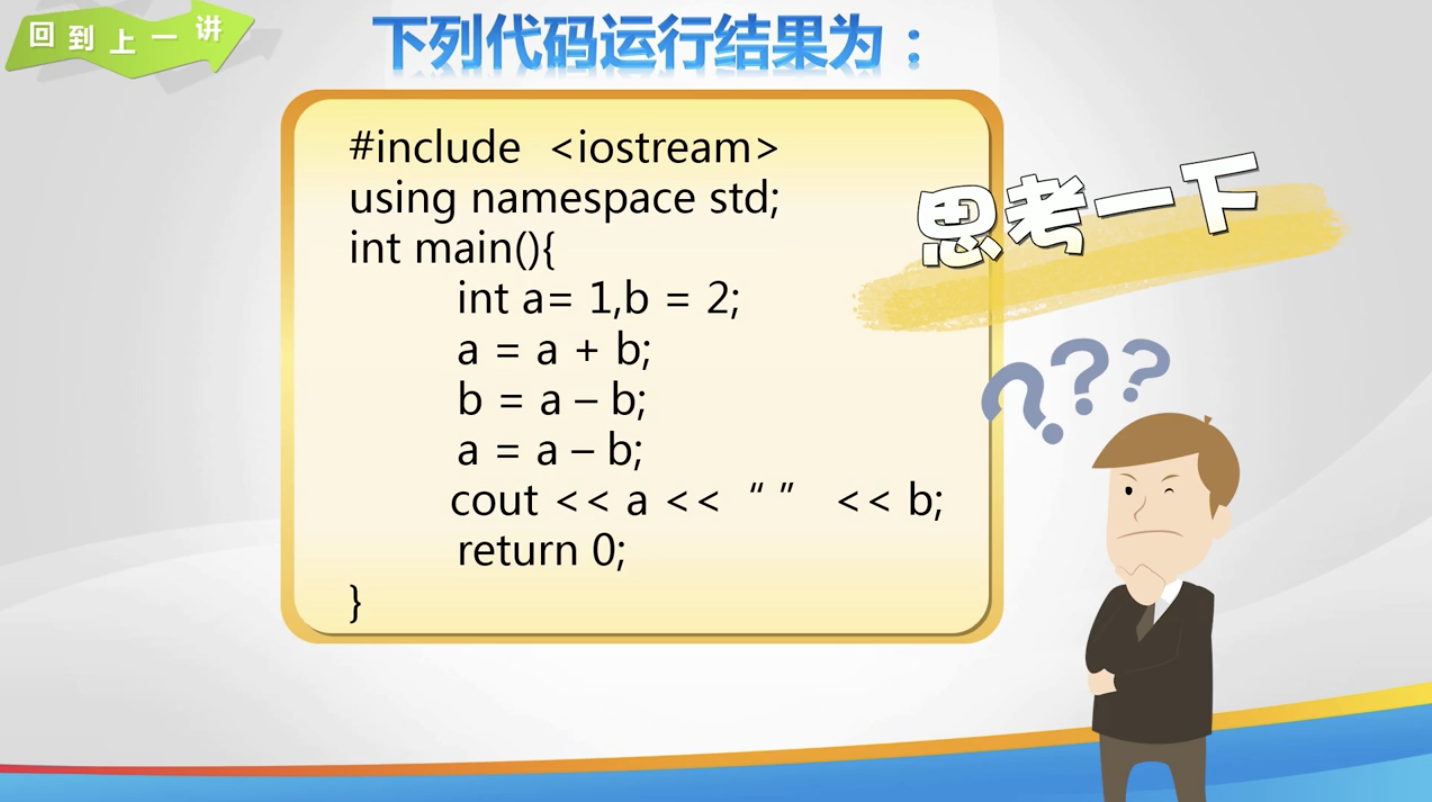 回到上一讲
下列代码运行结果为：
#include <iostream>
using namespace std;
int main(){
int a= 1,b = 2;
a = a + b;
b = a – b;
a = a – b;
cout << a << “ ” << b;
return 0;
}
思考一下
???